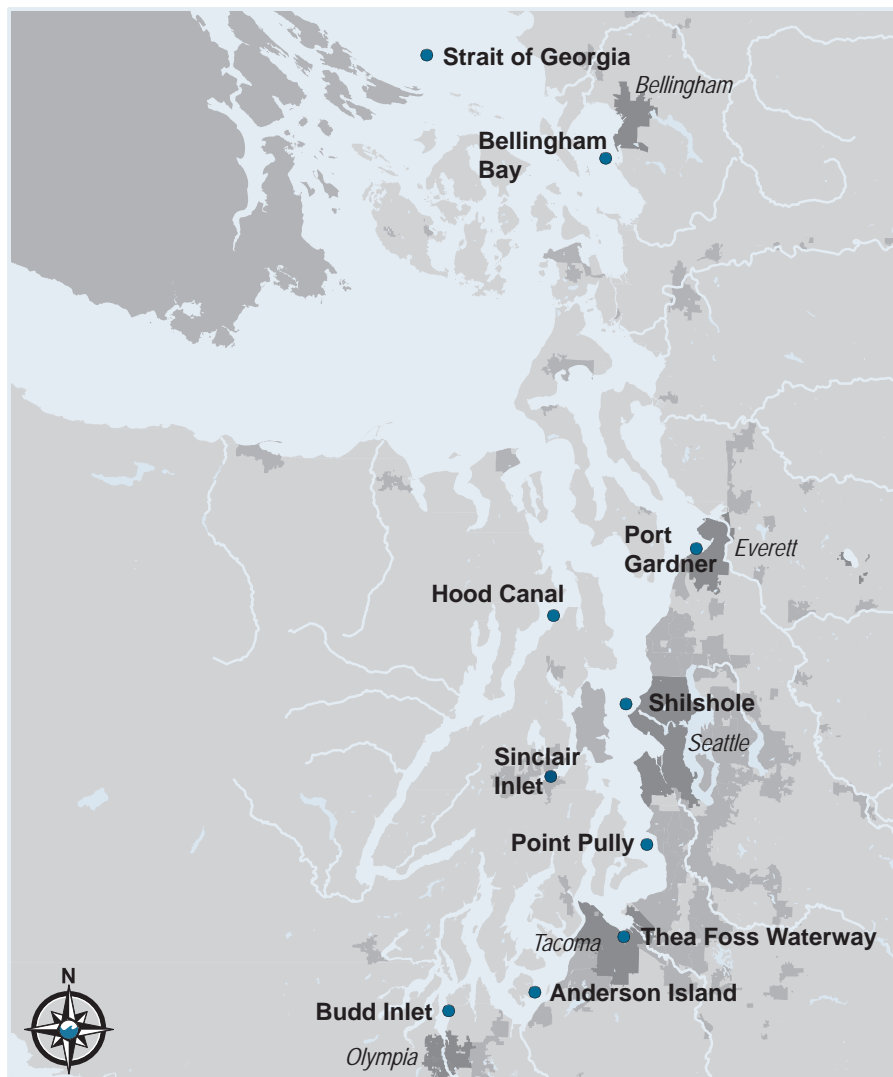 Strait of Georgia
Bellingham
Bellingham
Bay
Port
Gardner
Everett
Hood Canal
Shilshole
Seattle
Sinclair
Inlet
Point Pully
Tacoma
Thea Foss Waterway
N
Anderson Island
Budd Inlet
Olympia